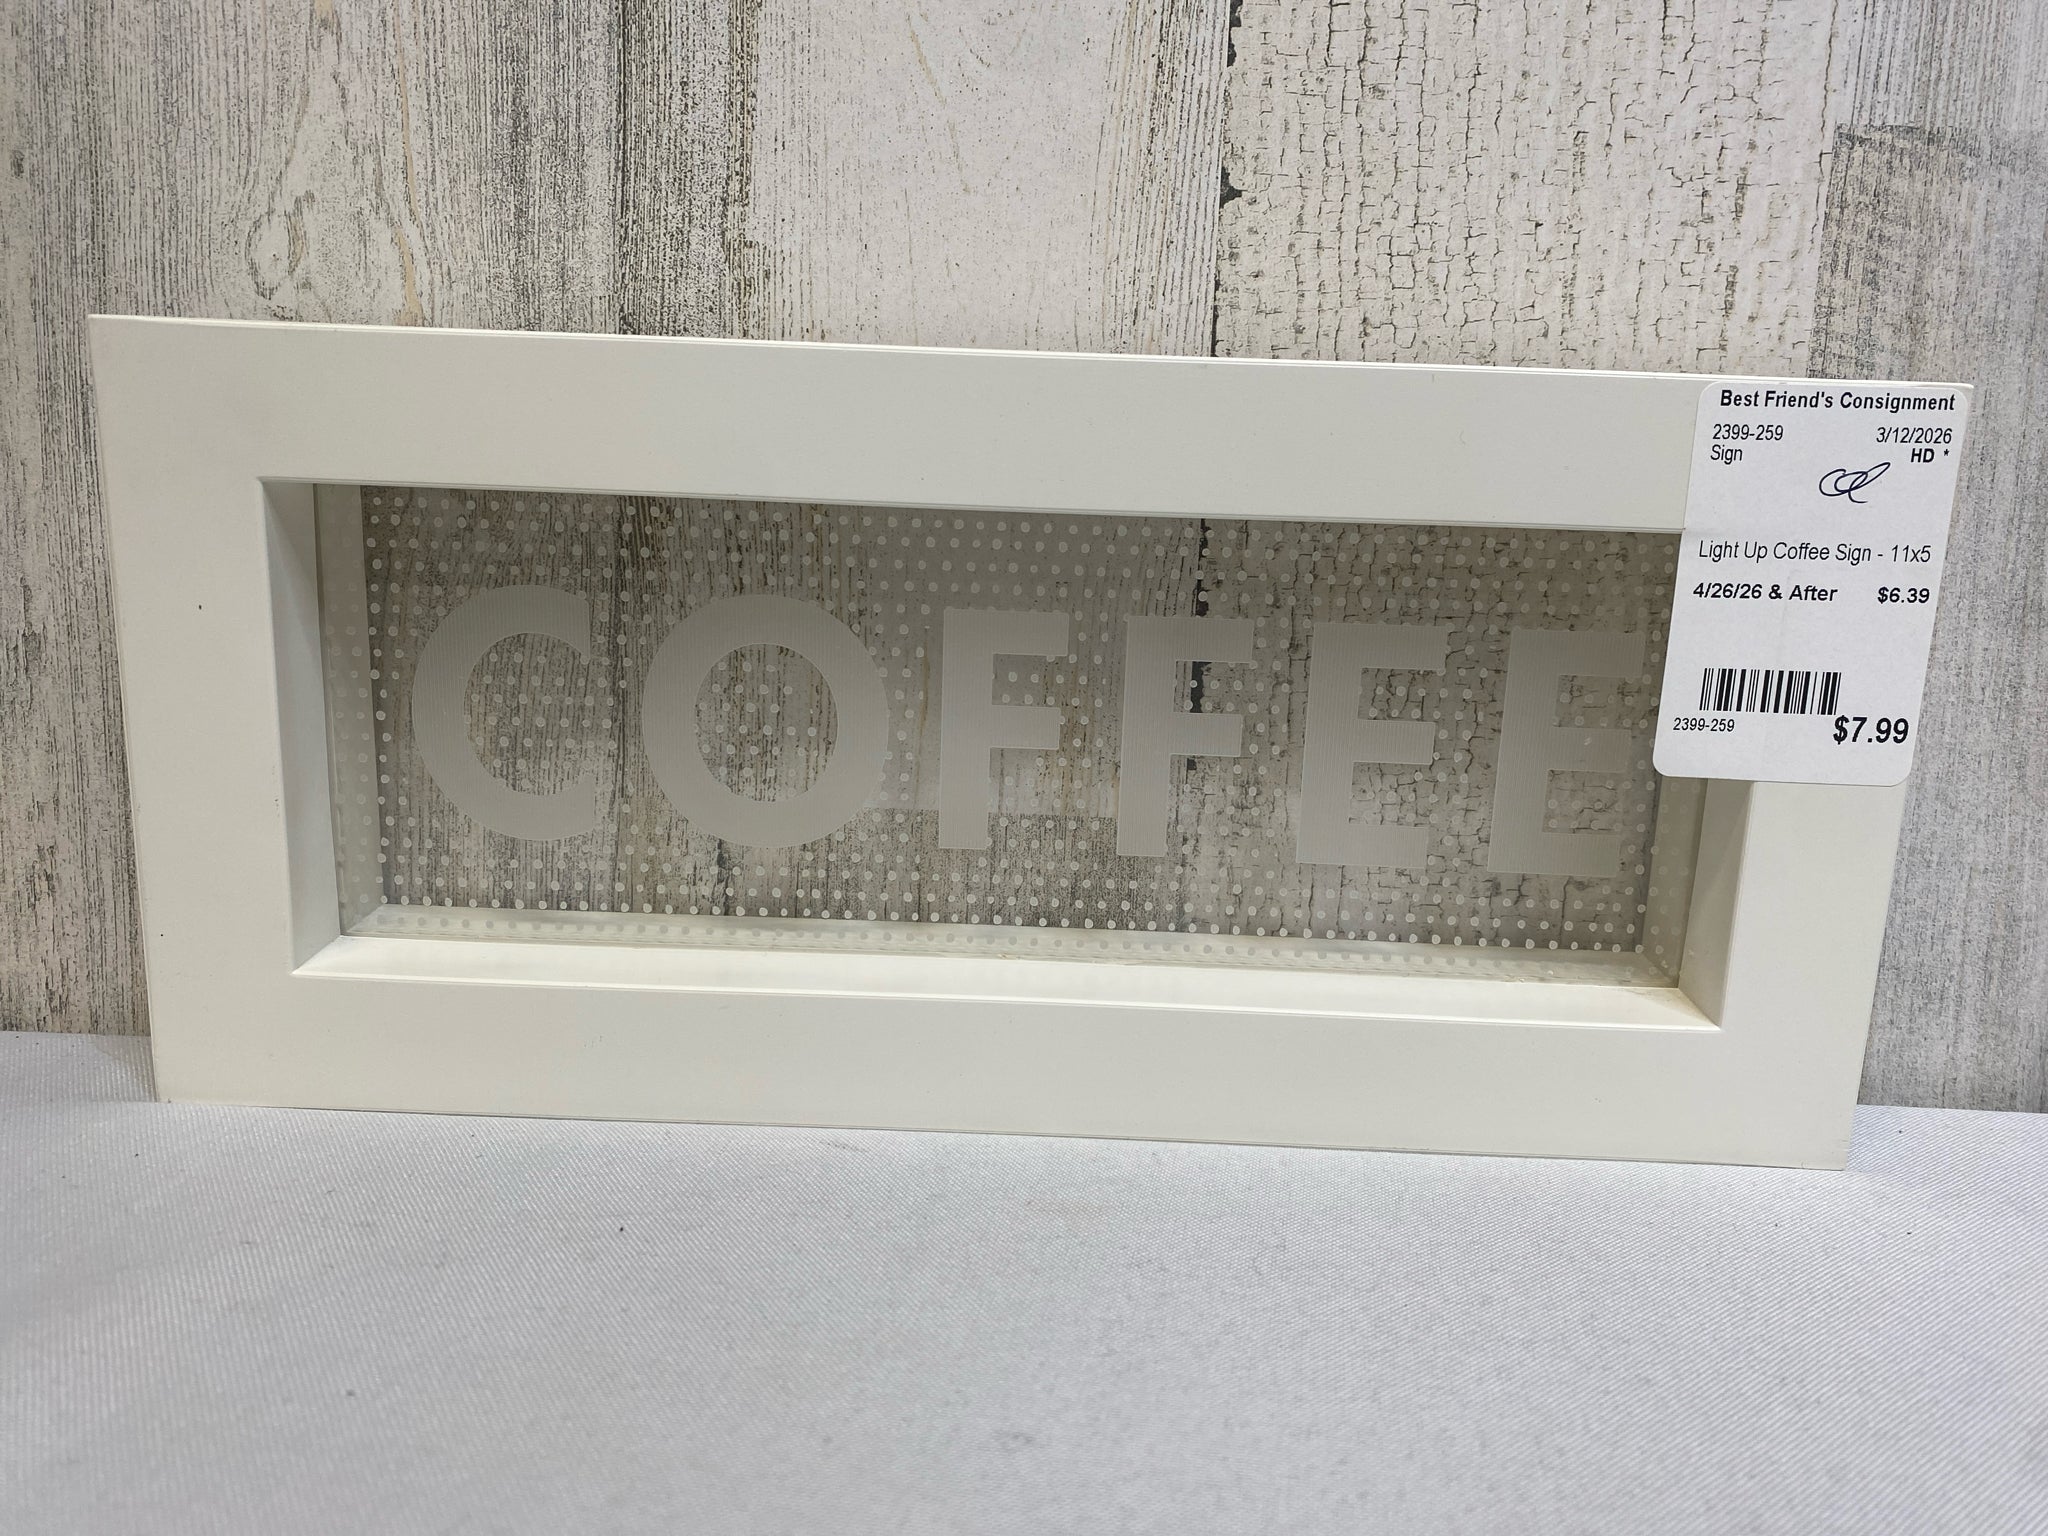 COFFEE
Best Friend's Consignment
2399-259 3/12/2026
Sign HD *
Light Up Coffee Sign - 11x5
4/26/26 & After $6.39
2399-259 $7.99